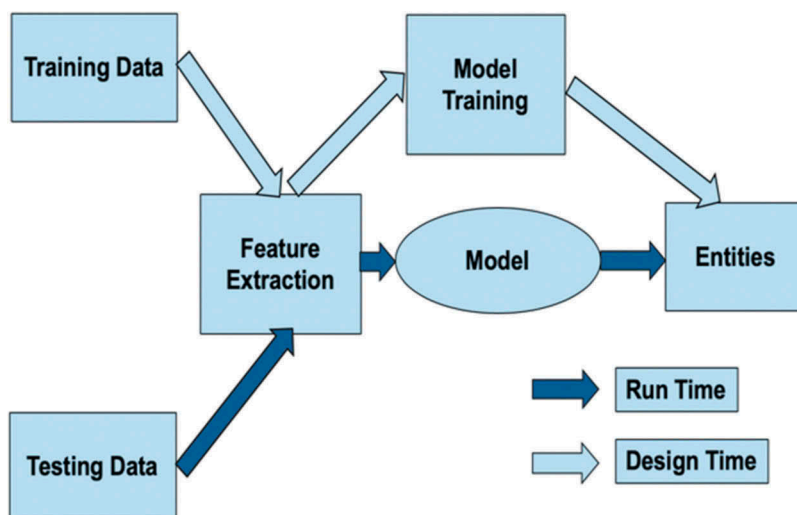 Training Data
Model
Training
Feature
Extraction
Model
Entities
Testing Data
Run Time
Design Time